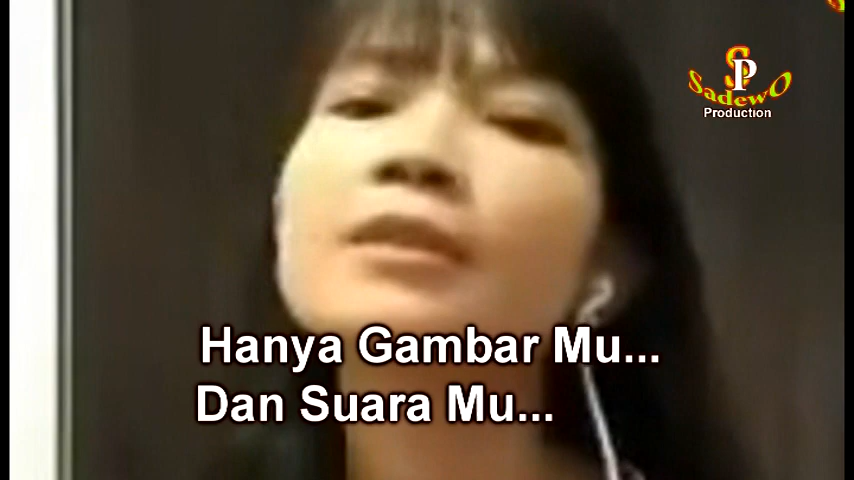 SP
SadewO
Production
Hanya Gambar Mu...
Dan Suara Mu...